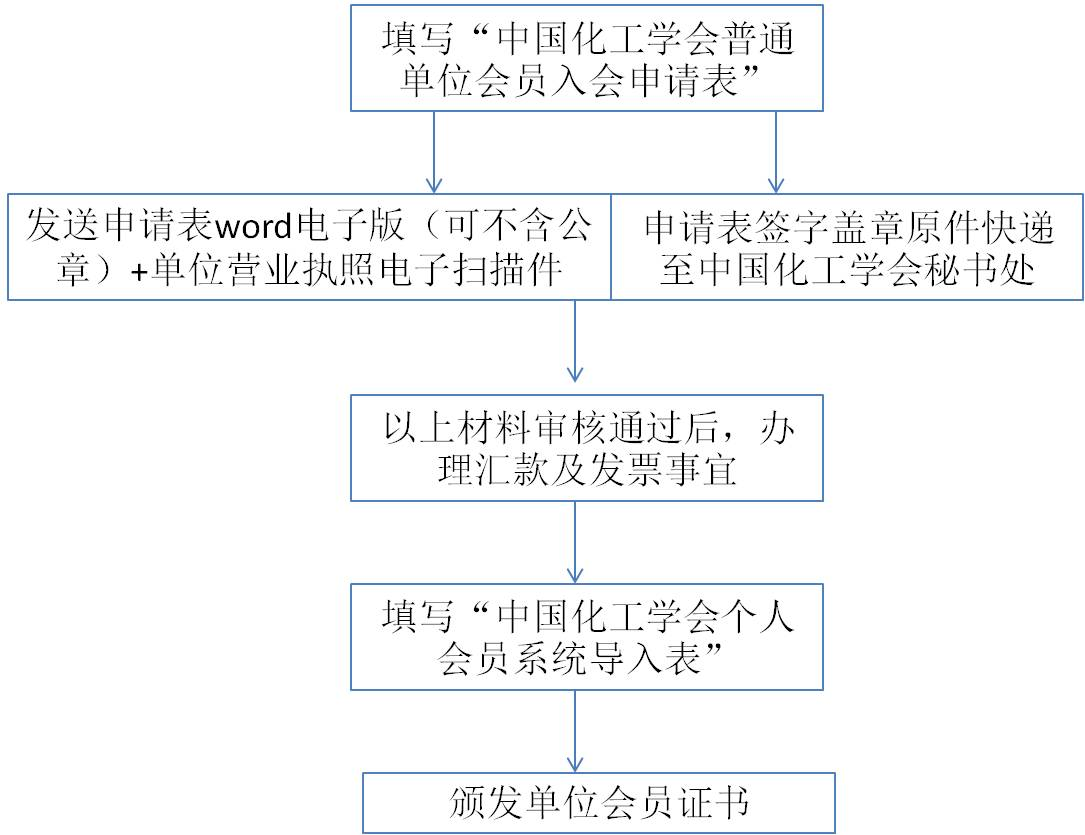 填写“中国化工学会普通
单位会员入会申请表”
发送申请表word电子版（可不含公
章）+单位营业执照电子扫描件
申请表签字盖章原件快递
至中国化工学会秘书处
以上材料审核通过后，办
理汇款及发票事宜
填写“中国化工学会个人
会员系统导入表”
颁发单位会员证书